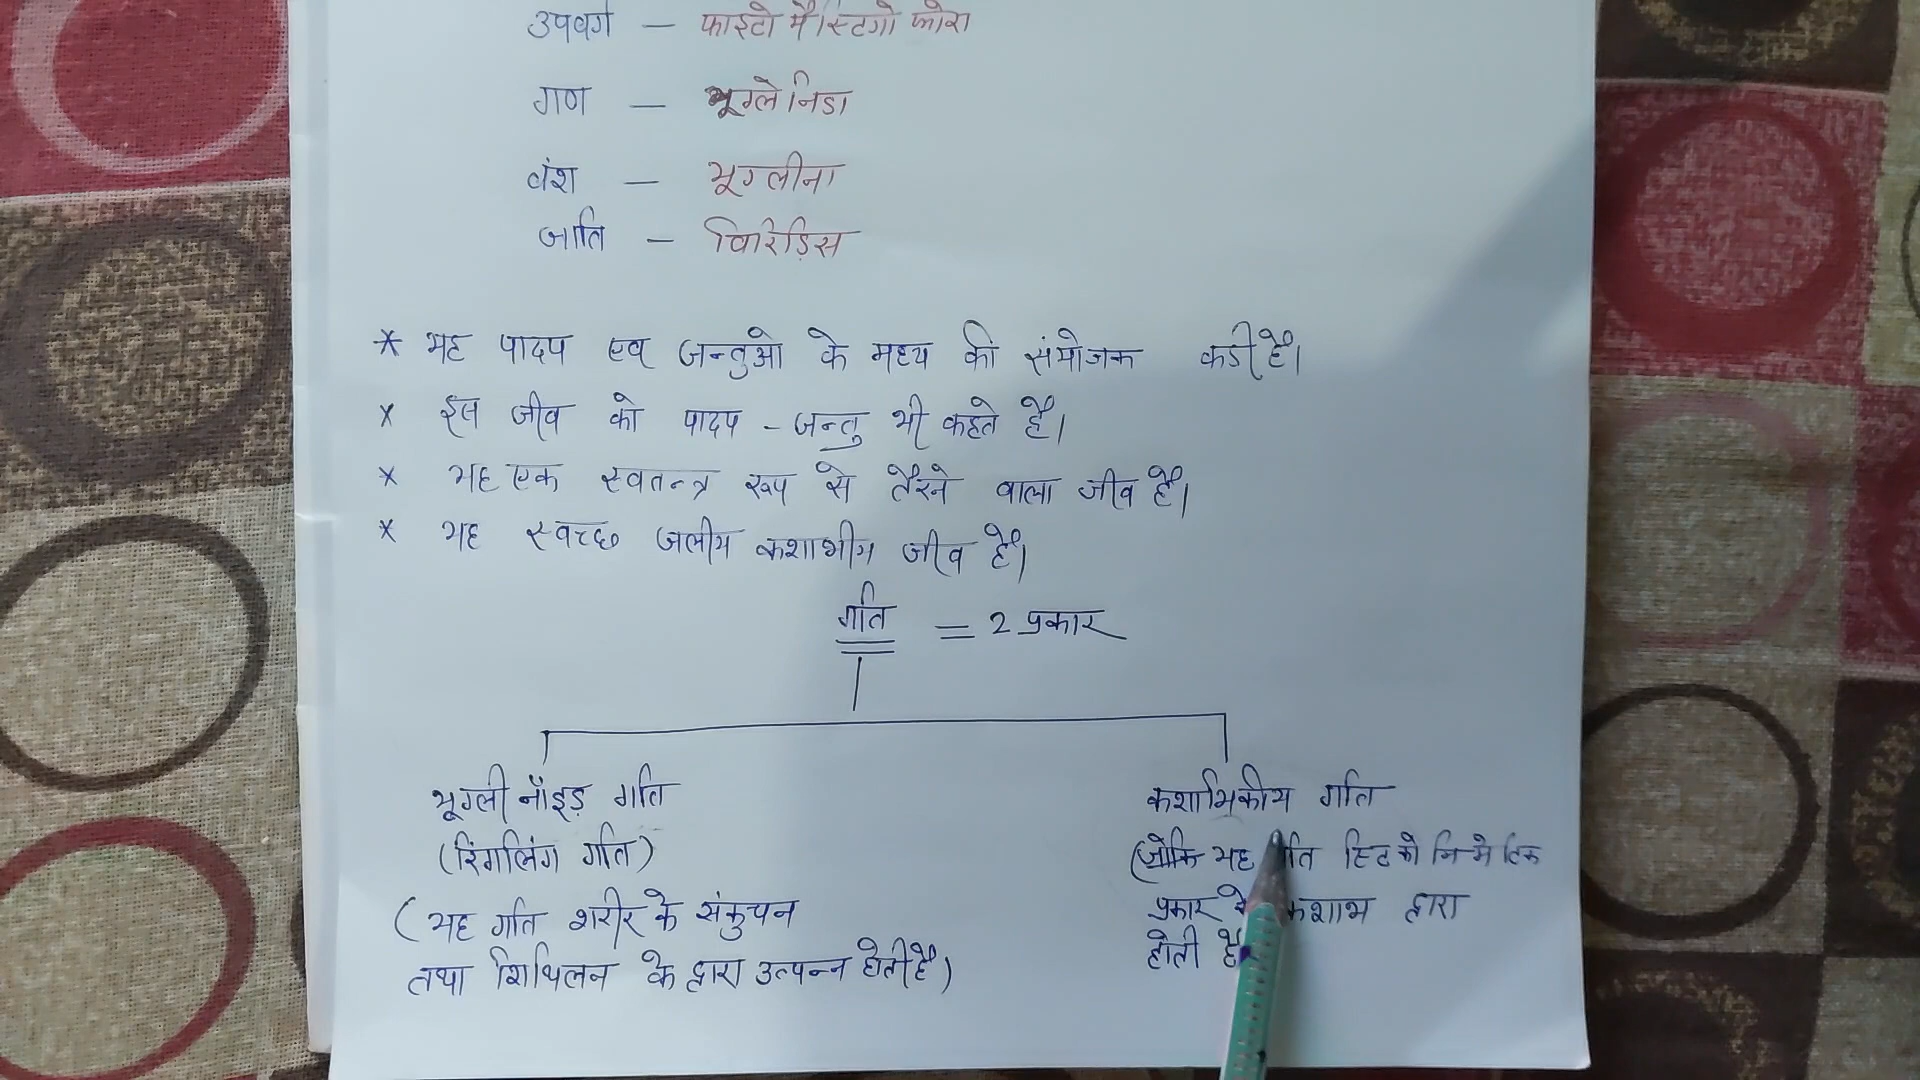 उपवर्ग — फाइटो मैस्टिगो फोरा
गण — यूग्लेनिडा
वंश — यूग्लीना
जाति — विरिडिस
* यह पादप एव जन्तुओ के मध्य की संयोजक कडी है।
* इस जीव को पादप - जन्तु भी कहते है।
* यह एक स्वतन्त्र रूप से तैरने वाला जीव है।
* यह स्वच्छ जलीय कशाभीय जीव है।
गति = 2 प्रकार
यूग्लीनॉइड़ गति
(रिंगलिंग गति)
(यह गति शरीर के संकुचन
तथा शिथिलन के द्वारा उत्पन्न होती है)
कशाभिकीय गति
(जोकि यह गति स्टिकोनिमेटिक
प्रकार के कशाभ द्वारा
होती है